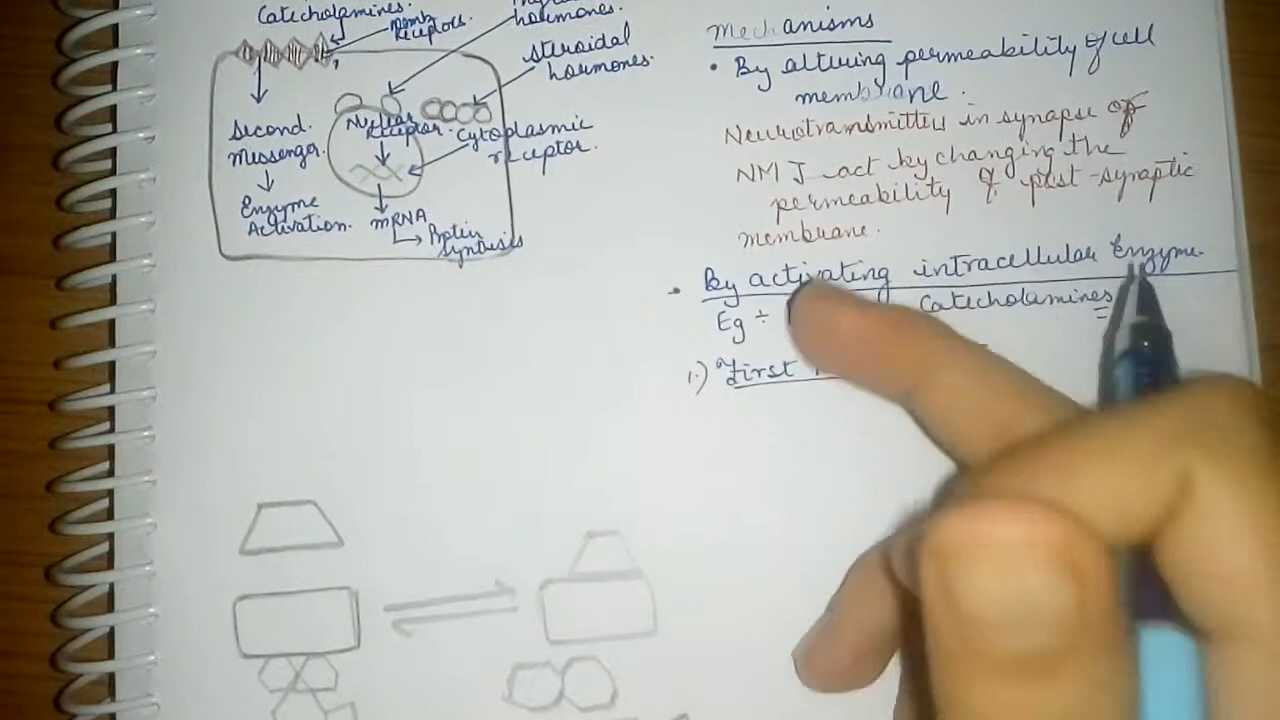 Catecholamines.
receptors.
hormones.
steroidal
hormones.
Second
Messenger.
Enzyme
Activation.
Nuclear
Receptor.
Cytoplasmic
receptor.
mRNA
Protein
Synthesis
Mechanisms
• By altering permeability of cell
membrane.
Neurotransmitters in synapse of
NMJ act by changing the
permeability of post-synaptic
membrane.
• By activating intracellular Enzyme.
Eg ÷ Catecholamines
1.) First